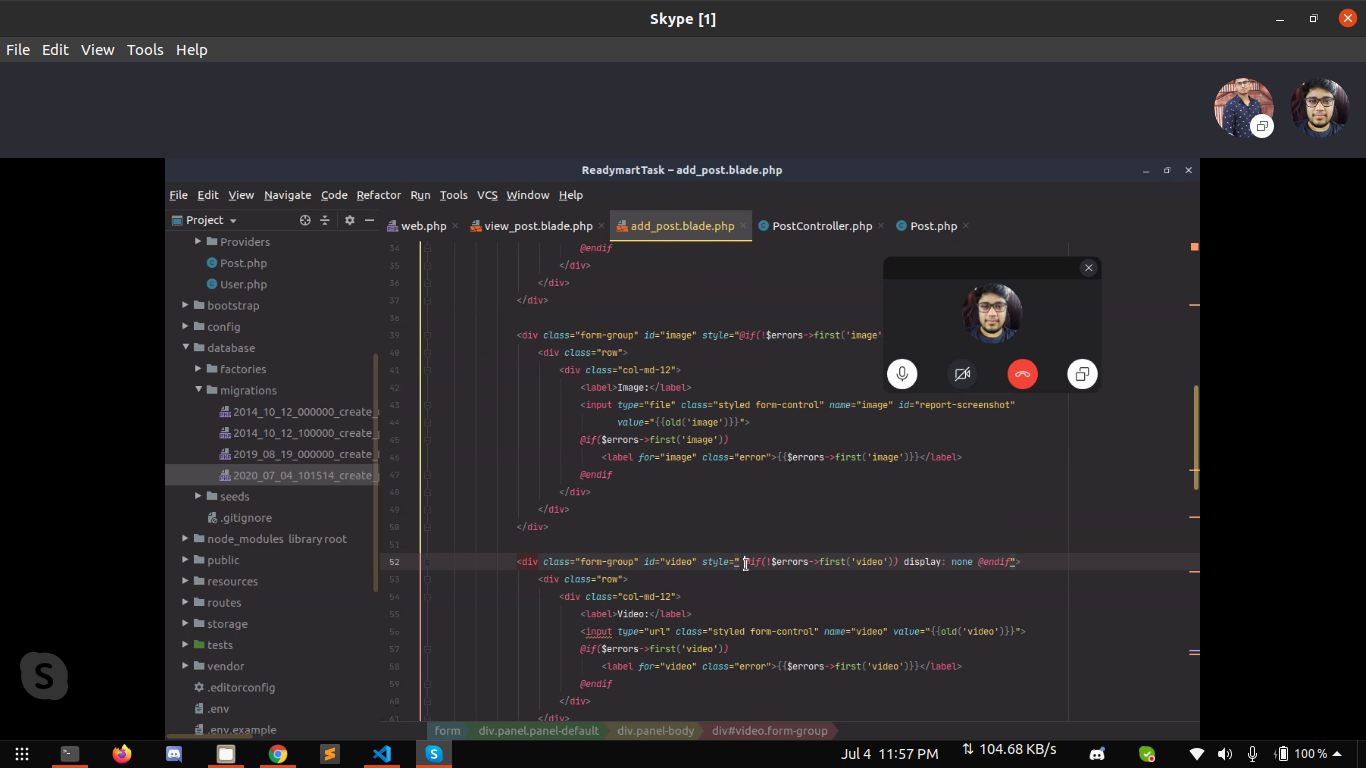 Skype [1]
File Edit View Tools Help
ReadymartTask – add_post.blade.php
File Edit View Navigate Code Refactor Run Tools VCS Window Help
Project
web.php view_post.blade.php add_post.blade.php PostController.php Post.php
Providers
Post.php
User.php
bootstrap
config
database
factories
migrations
2014_10_12_000000_create_
2014_10_12_100000_create_
2019_08_19_000000_create_
2020_07_04_101514_create_
seeds
.gitignore
node_modules library root
public
resources
routes
storage
tests
vendor
.editorconfig
.env
.env.example
34 @endif
35 </div>
36 </div>
37 </div>
38
39 <div class="form-group" id="image" style="@if(!$errors->first('image'
40 <div class="row">
41 <div class="col-md-12">
42 <label>Image:</label>
43 <input type="file" class="styled form-control" name="image" id="report-screenshot"
44 value="{{old('image')}}">
45 @if($errors->first('image'))
46 <label for="image" class="error">{{$errors->first('image')}}</label>
47 @endif
48 </div>
49 </div>
50 </div>
51
52 <div class="form-group" id="video" style=" @if(!$errors->first('video')) display: none @endif">
53 <div class="row">
54 <div class="col-md-12">
55 <label>Video:</label>
56 <input type="url" class="styled form-control" name="video" value="{{old('video')}}">
57 @if($errors->first('video'))
58 <label for="video" class="error">{{$errors->first('video')}}</label>
59 @endif
60 </div>
61 </div>
form div.panel.panel-default div.panel-body div#video.form-group
Jul 4 11:57 PM 104.68 KB/s 100 %